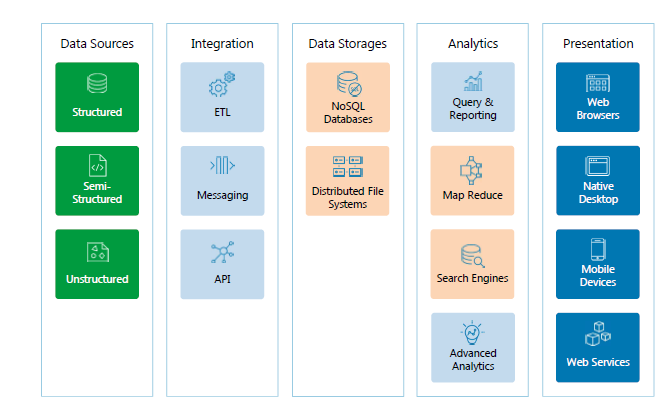 Data Sources
Structured
Semi-
Structured
Unstructured
Integration
ETL
Messaging
API
Data Storages
NoSQL
Databases
Distributed File
Systems
Analytics
Query &
Reporting
Map Reduce
Search Engines
Advanced
Analytics
Presentation
Web
Browsers
Native
Desktop
Mobile
Devices
Web Services